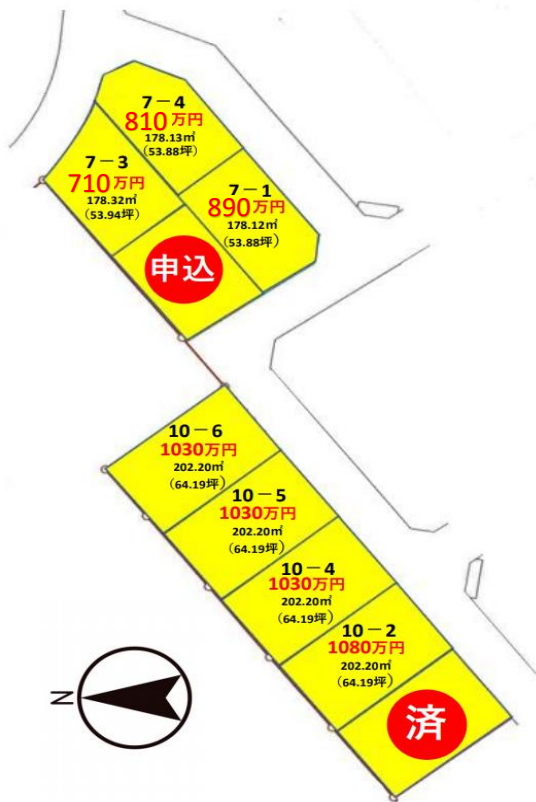 7－4
810万円
178.13㎡
(53.88坪)
7－3
710万円
178.32㎡
(53.94坪)
7－1
890万円
178.12㎡
(53.88坪)
申込
10－6
1030万円
202.20㎡
(64.19坪)
10－5
1030万円
202.20㎡
(64.19坪)
10－4
1030万円
202.20㎡
(64.19坪)
10－2
1080万円
202.20㎡
(64.19坪)
済
N